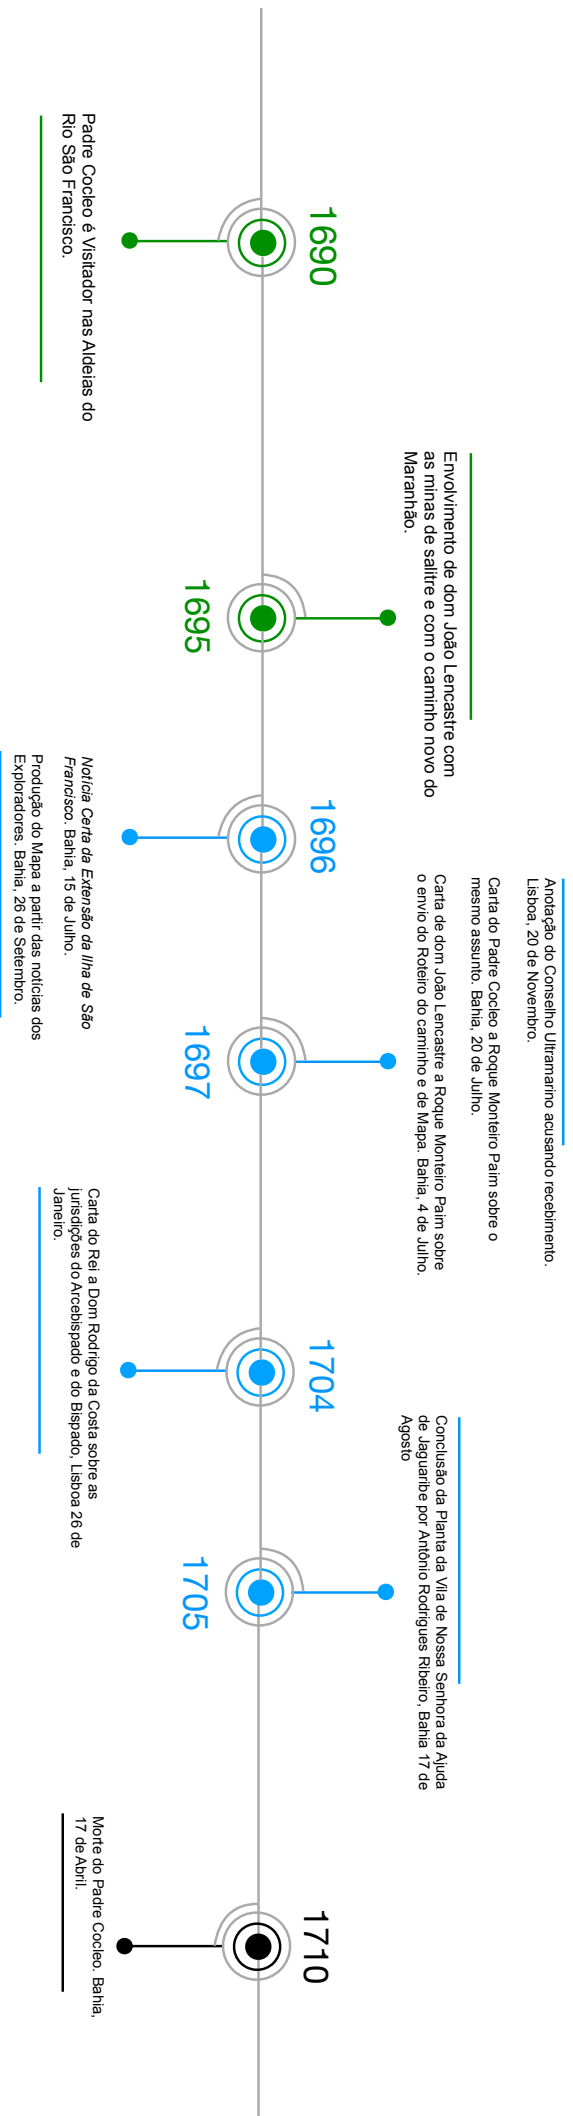 1690
Padre Cocleo é Visitador nas Aldeias do
Rio São Francisco.
Envolvimento de dom João Lencastre com
as minas de salitre e com o caminho novo do
Maranhão.
1695
1696
Notícia Certa da Extensão da Ilha de São
Francisco. Bahia, 15 de Julho.
Produção do Mapa a partir das notícias dos
Exploradores. Bahia, 26 de Setembro.
Anotação do Conselho Ultramarino acusando recebimento.
Lisboa, 20 de Novembro.
Carta do Padre Cocleo a Roque Monteiro Paim sobre o
mesmo assunto. Bahia, 20 de Julho.
Carta de dom João Lencastre a Roque Monteiro Paim sobre
o envio do Roteiro do caminho e de Mapa. Bahia, 4 de Julho.
1697
1704
Carta do Rei a Dom Rodrigo da Costa sobre as
jurisdições do Arcebispado e do Bispado, Lisboa 26 de
Janeiro.
Conclusão da Planta da Vila de Nossa Senhora da Ajuda
de Jaguaribe por Antônio Rodrigues Ribeiro, Bahia 17 de
Agosto
1705
1710
Morte do Padre Cocleo. Bahia,
17 de Abril.